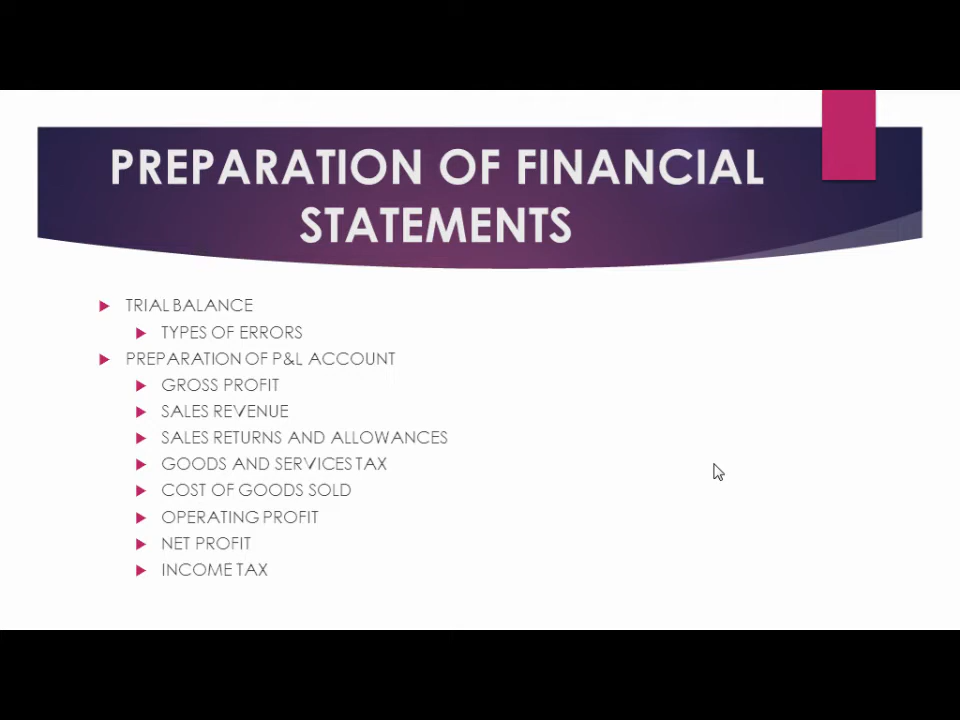 PREPARATION OF FINANCIAL
STATEMENTS
TRIAL BALANCE
TYPES OF ERRORS
PREPARATION OF P&L ACCOUNT
GROSS PROFIT
SALES REVENUE
SALES RETURNS AND ALLOWANCES
GOODS AND SERVICES TAX
COST OF GOODS SOLD
OPERATING PROFIT
NET PROFIT
INCOME TAX